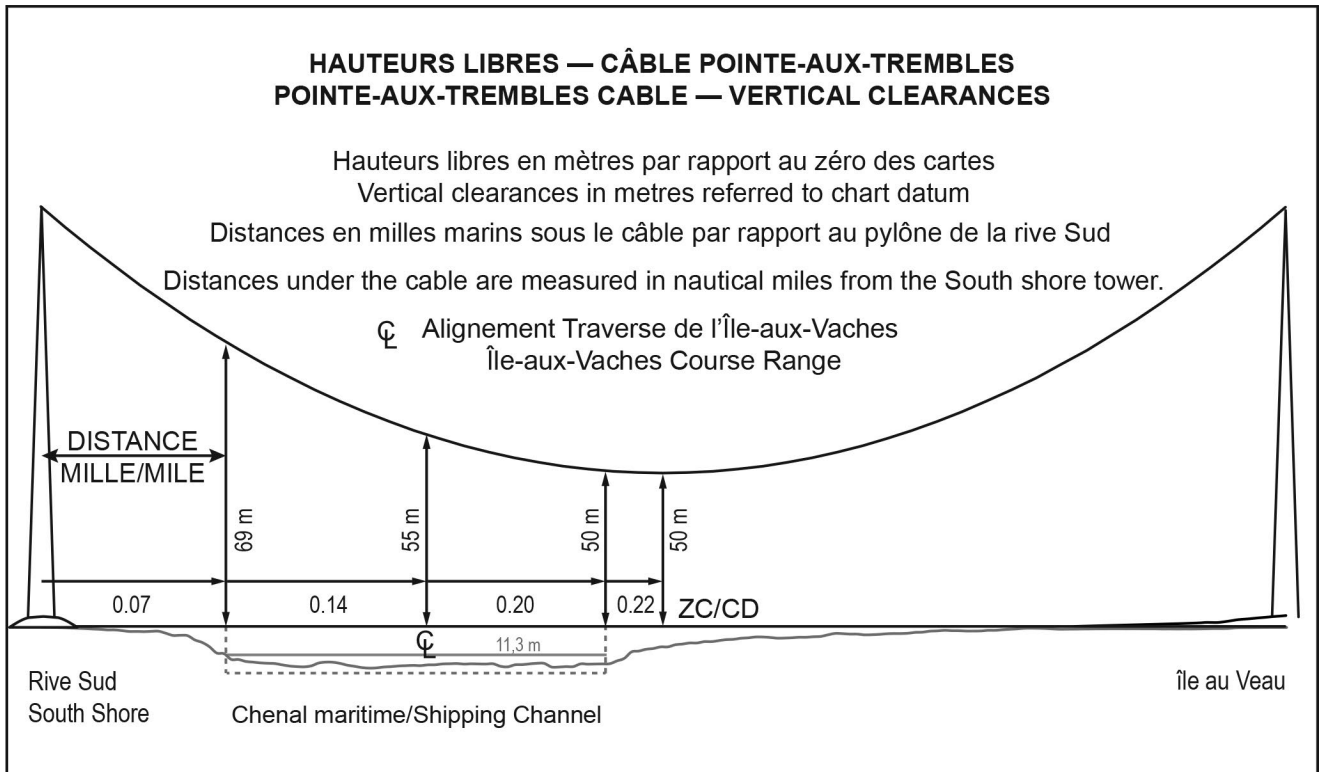 HAUTEURS LIBRES — CÂBLE POINTE-AUX-TREMBLES
POINTE-AUX-TREMBLES CABLE — VERTICAL CLEARANCES
Hauteurs libres en mètres par rapport au zéro des cartes
Vertical clearances in metres referred to chart datum
Distances en milles marins sous le câble par rapport au pylône de la rive Sud
Distances under the cable are measured in nautical miles from the South shore tower.
℄ Alignement Traverse de l’Île-aux-Vaches
Île-aux-Vaches Course Range
DISTANCE
MILLE/MILE
69 m
55 m
50 m
50 m
0.07
0.14
0.20
0.22
ZC/CD
℄
11,3 m
Rive Sud
South Shore
Chenal maritime/Shipping Channel
île au Veau